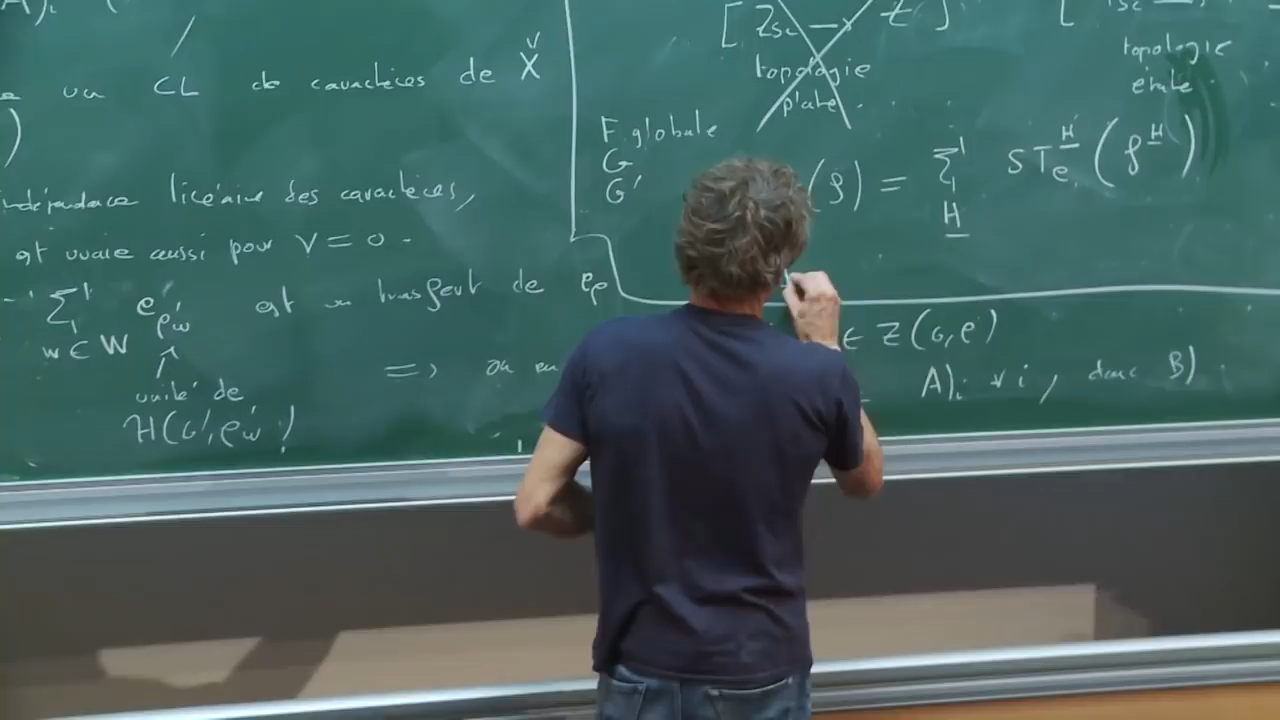 A)ᵢ (
un CL de caractères de X̌
)
indépendance linéaire des caractères,
est vraie aussi pour V = 0.
∑ e_{ρ'w} est un transfert de e_ρ
w ∈ W
↑
unité de
H(G', ρ'w)
=> on en
[Z_sc → Z]
topologie
plate
[ sc →
topologie
étale
F globale
G
G'
(f) = ∑ ST_e^H (f^H)
H
∈ Z(G, ρ)
A)ᵢ ∀ i, donc B)